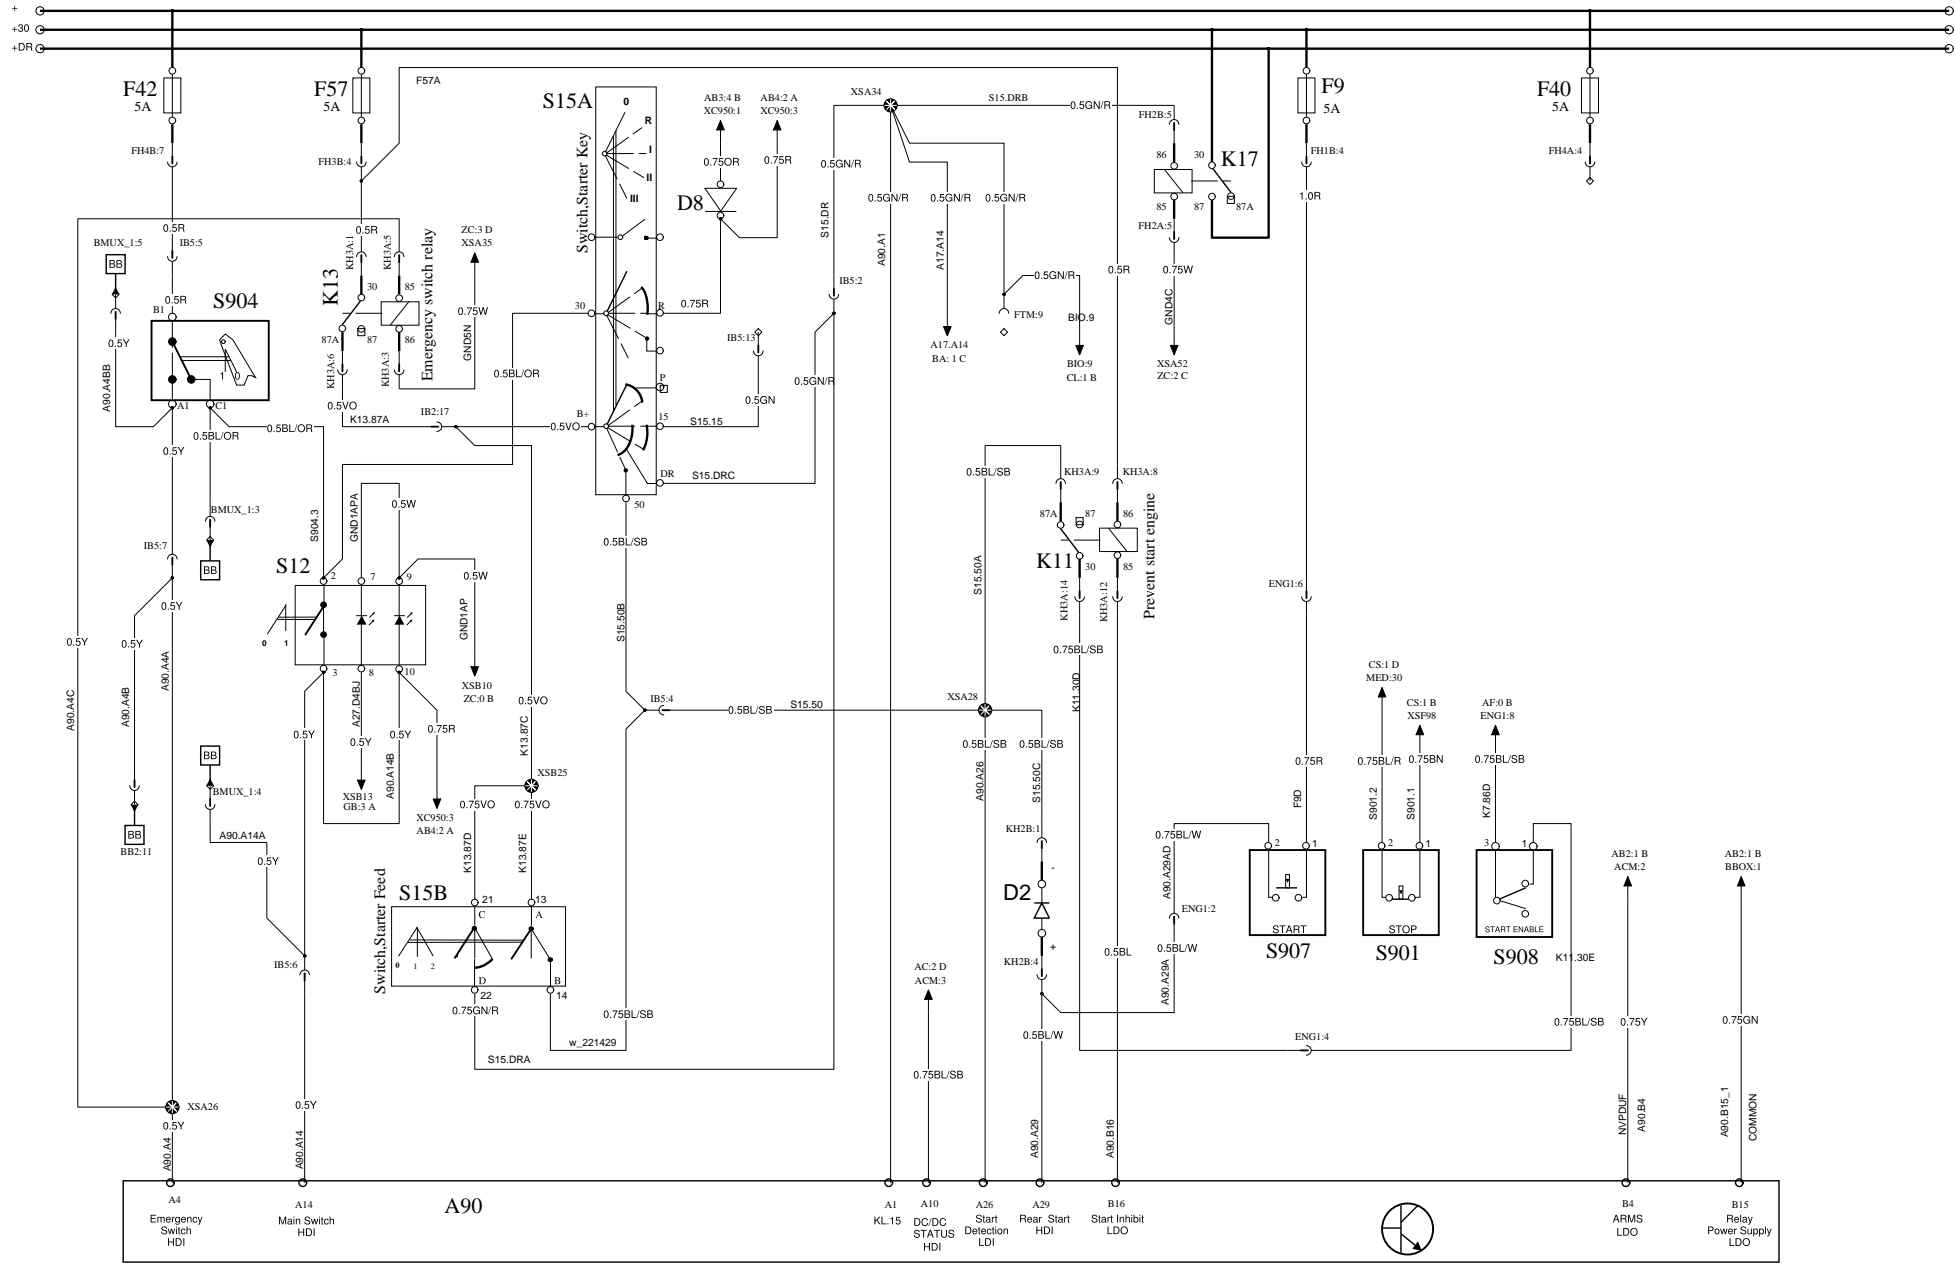 +
+30
+DR
F42
5A
FH4B:7
F57
5A
FH3B:4
F57A
S15A
Switch,Starter Key
0
R
I
II
III
AB3:4 B
XC950:1
AB4:2 A
XC950:3
0.75OR
0.75R
D8
XSA34
S15.DRB
0.5GN/R
FH2B:5
86
30
K17
85
87
87A
FH2A:5
F9
5A
FH1B:4
1.0R
F40
5A
FH4A:4
0.5GN/R
0.5GN/R
0.5GN/R
0.5GN/R
S15.DR
A90.A1
A17.A14
0.5R
0.5Y
A90.A4C
BMUX_1:5
BB
0.5Y
A90.A4BB
0.5R
IB5:5
0.5R
B1
S904
1
0
A1
C1
0.5R
KH3A:1
KH3A:5
K13
30
85
87A
87
86
KH3A:6
KH3A:3
Emergency switch relay
ZC:3 D
XSA35
0.75W
GND5N
0.5VO
K13.87A
IB2:17
0.5VO
0.5BL/OR
30
R
0.75R
P
B+
15
S15.15
IB5:13
0.5GN
DR
S15.DRC
50
0.5GN/R
IB5:2
0.5GN/R
FTM:9
BIO.9
A17.A14
BA: 1 C
BIO:9
CL:1 B
0.75W
GND4C
XSA52
ZC:2 C
0.5R
0.5Y
0.5BL/OR
0.5BL/OR
BMUX_1:3
BB
IB5:7
0.5Y
0.5Y
A90.A4B
A90.A4A
BB
BB2:11
S904.3
GND1APA
0.5W
S12
2
7
9
0
1
3
8
10
0.5W
GND1AP
XSB10
ZC:0 B
0.5Y
A27.D4BJ
0.5Y
XSB13
GB:3 A
0.5Y
A90.A14B
0.75R
XC950:3
AB4:2 A
BB
BMUX_1:4
A90.A14A
0.5Y
IB5:6
0.5VO
K13.87C
XSB25
0.75VO
0.75VO
K13.87D
K13.87E
Switch,Starter Feed
S15B
21
13
C
A
0
1
2
D
B
22
14
0.75GN/R
S15.DRA
w_221429
0.75BL/SB
0.5BL/SB
S15.50B
IB5:4
0.5BL/SB
S15.50
XSA28
0.5BL/SB
S15.50A
KH3A:9
KH3A:8
87A
87
86
K11
30
85
KH3A:14
KH3A:12
Prevent start engine
0.75BL/SB
K11.30D
0.5BL/SB
A90.A26
0.5BL/SB
S15.50C
KH2B:1
-
D2
+
KH2B:4
0.5BL/W
0.75BL/W
A90.A29AD
ENG1:2
0.5BL/W
A90.A29A
0.5BL
ENG1:6
0.75R
F9D
2
1
START
S907
CS:1 D
MED:30
CS:1 B
XSF98
0.75BL/R
0.75BN
S901.2
S901.1
2
1
STOP
S901
AF:0 B
ENG1:8
0.75BL/SB
K7.86D
3
1
START ENABLE
S908
K11.30E
0.75BL/SB
ENG1:4
AB2:1 B
ACM:2
0.75Y
NVPDUF
A90.B4
AB2:1 B
BBOX:1
0.75GN
A90.B15_1
COMMON
AC:2 D
ACM:3
0.75BL/SB
XSA26
0.5Y
A90.A4
0.5Y
A90.A14
A90.A29
A90.B16
A4
Emergency
Switch
HDI
A14
Main Switch
HDI
A90
A1
KL.15
A10
DC/DC
STATUS
HDI
A26
Start
Detection
LDI
A29
Rear Start
HDI
B16
Start Inhibit
LDO
B4
ARMS
LDO
B15
Relay
Power Supply
LDO